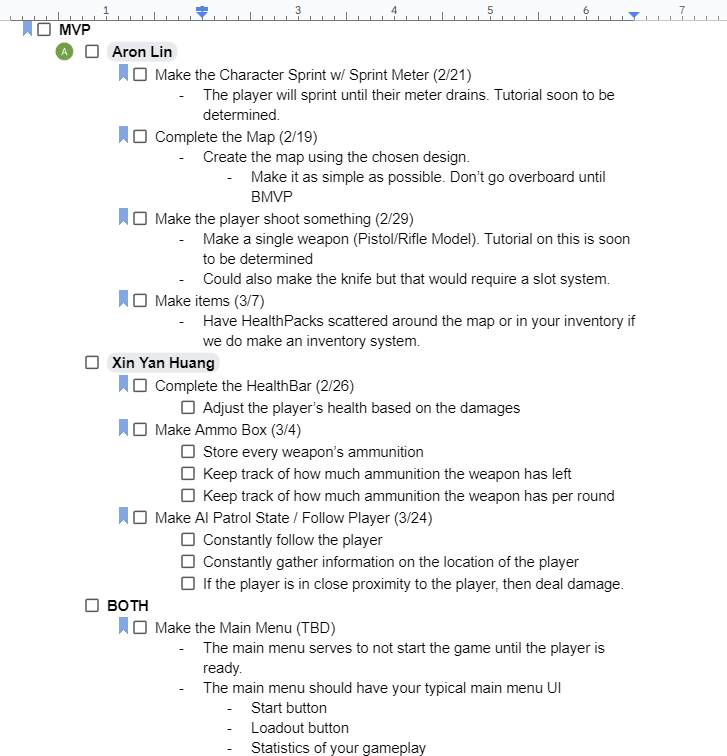 1 2 3 4 5 6 7
MVP
A Aron Lin
Make the Character Sprint w/ Sprint Meter (2/21)
- The player will sprint until their meter drains. Tutorial soon to be
determined.
Complete the Map (2/19)
- Create the map using the chosen design.
- Make it as simple as possible. Don’t go overboard until
BMVP
Make the player shoot something (2/29)
- Make a single weapon (Pistol/Rifle Model). Tutorial on this is soon
to be determined
- Could also make the knife but that would require a slot system.
Make items (3/7)
- Have HealthPacks scattered around the map or in your inventory if
we do make an inventory system.
Xin Yan Huang
Complete the HealthBar (2/26)
Adjust the player’s health based on the damages
Make Ammo Box (3/4)
Store every weapon’s ammunition
Keep track of how much ammunition the weapon has left
Keep track of how much ammunition the weapon has per round
Make AI Patrol State / Follow Player (3/24)
Constantly follow the player
Constantly gather information on the location of the player
If the player is in close proximity to the player, then deal damage.
BOTH
Make the Main Menu (TBD)
- The main menu serves to not start the game until the player is
ready.
- The main menu should have your typical main menu UI
- Start button
- Loadout button
- Statistics of your gameplay